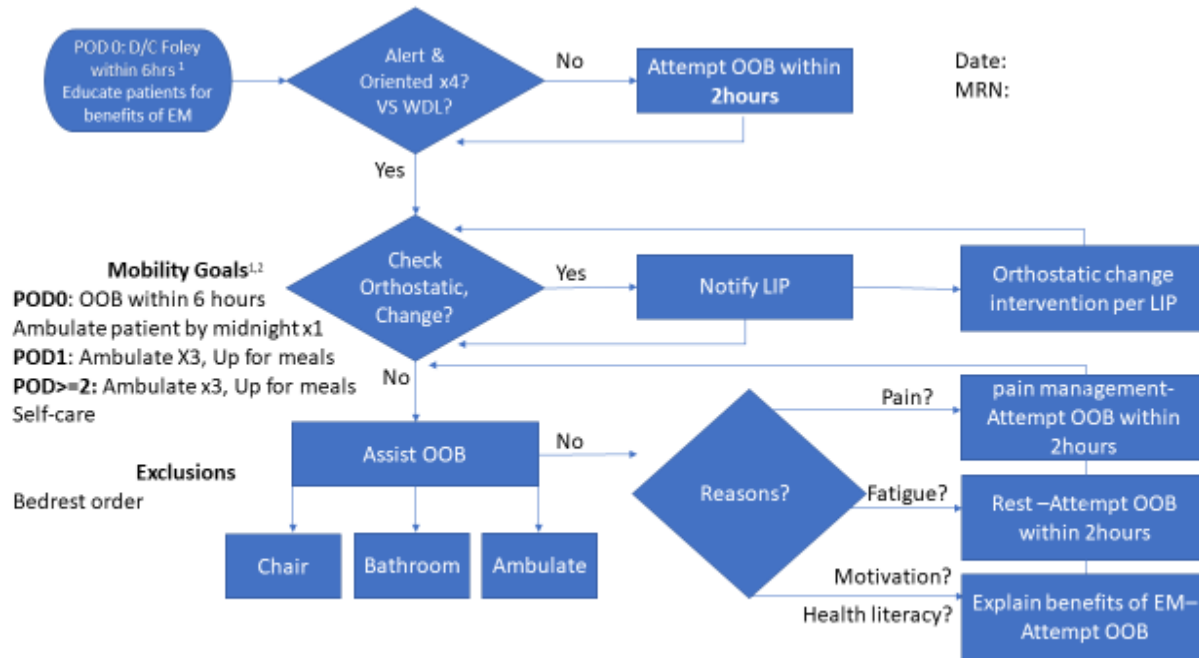 POD 0: D/C Foley
within 6hrs ¹
Educate patients for
benefits of EM
Alert &
Oriented x4?
VS WDL?
No
Attempt OOB within
2hours
Date:
MRN:
Yes
Check
Orthostatic,
Change?
Yes
Notify LIP
Orthostatic change
intervention per LIP
Mobility Goals¹,²
POD0: OOB within 6 hours
Ambulate patient by midnight x1
POD1: Ambulate X3, Up for meals
POD>=2: Ambulate x3, Up for meals
Self-care
No
Assist OOB
No
Reasons?
Pain?
pain management-
Attempt OOB within
2hours
Fatigue?
Rest –Attempt OOB
within 2hours
Motivation?
Health literacy?
Explain benefits of EM–
Attempt OOB
Exclusions
Bedrest order
Chair
Bathroom
Ambulate